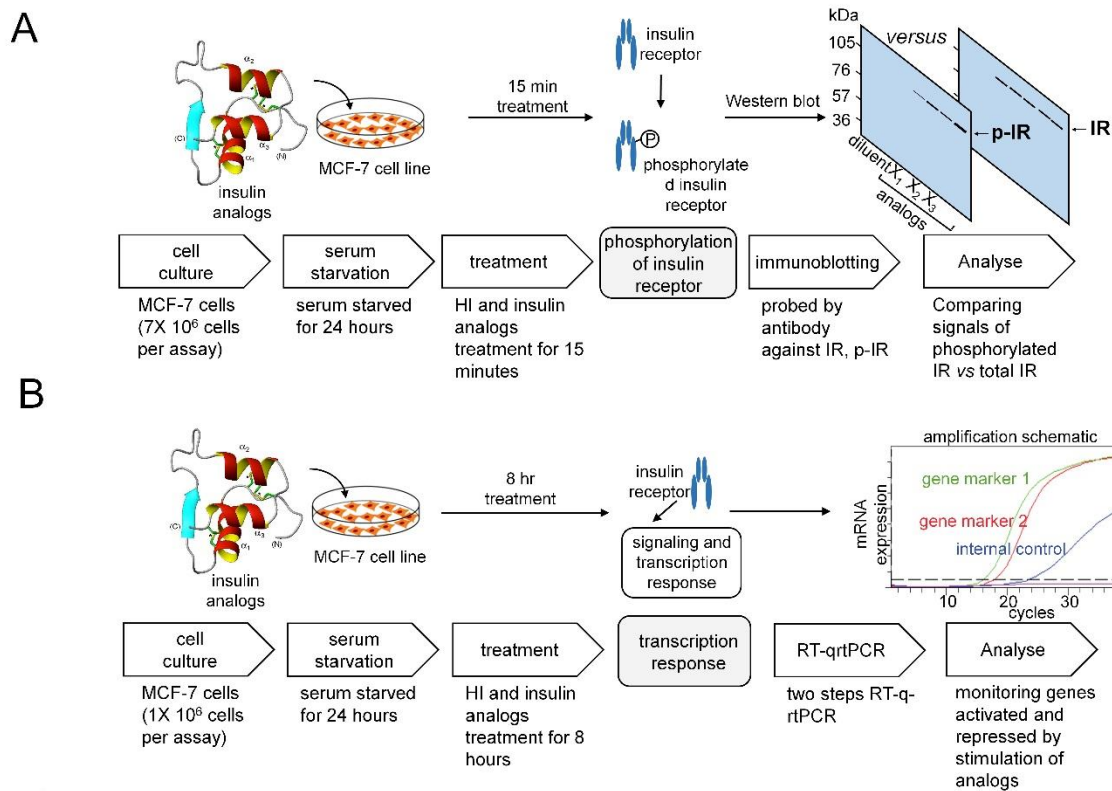 A
α2
(C)
α3
α1
(N)
insulin
analogs
MCF-7 cell line
15 min
treatment
insulin
receptor
P
phosphorylate
d insulin
receptor
Western blot
kDa
105
76
57
36
versus
p-IR
IR
diluent X1 X2 X3
analogs
cell
culture
serum
starvation
treatment
phosphorylation
of insulin
receptor
immunoblotting
Analyse
MCF-7 cells
(7X 10⁶ cells
per assay)
serum starved
for 24 hours
HI and insulin
analogs
treatment for 15
minutes
probed by
antibody
against IR, p-IR
Comparing
signals of
phosphorylated
IR vs total IR
B
α2
(C)
α3
α1
(N)
insulin
analogs
MCF-7 cell line
8 hr
treatment
insulin
receptor
signaling and
transcription
response
amplification schematic
mRNA
expression
gene marker 1
gene marker 2
internal control
10
30
cycles
cell
culture
serum
starvation
treatment
transcription
response
RT-qrtPCR
Analyse
MCF-7 cells
(1X 10⁶ cells
per assay)
serum starved
for 24 hours
HI and insulin
analogs
treatment for 8
hours
two steps RT-q-
rtPCR
monitoring genes
activated and
repressed by
stimulation of
analogs